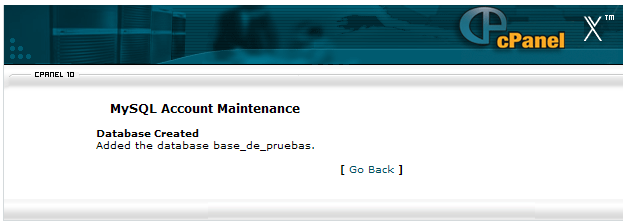 cPanel X™
CPANEL 10
MySQL Account Maintenance
Database Created
Added the database base_de_pruebas.
[ Go Back ]